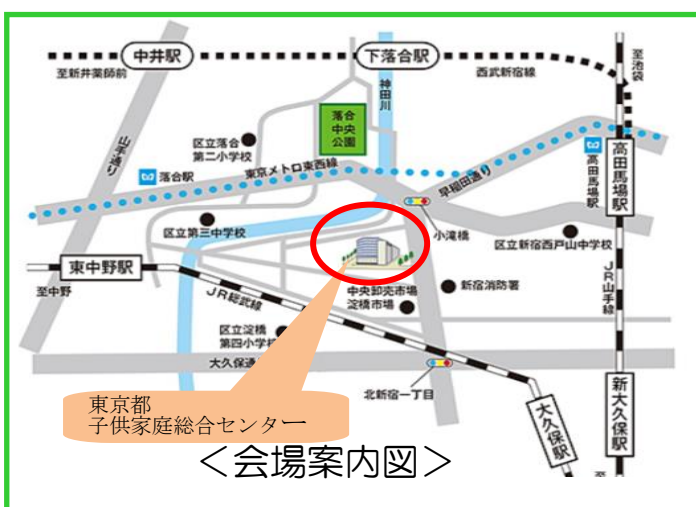 中井駅
下落合駅
至新井薬師前
西武新宿線
至池袋
神田川
落合
中央
公園
山手通り
区立落合
第二小学校
落合駅
東京メトロ東西線
早稲田通り
高田馬場駅
高田馬場駅
区立第三中学校
小滝橋
区立新宿西戸山中学校
東中野駅
至中野
JR総武線
中央卸売市場
淀橋市場
新宿消防署
JR山手線
区立淀橋
第四小学校
大久保通
北新宿一丁目
大久保駅
新大久保駅
至
東京都
子供家庭総合センター
＜会場案内図＞